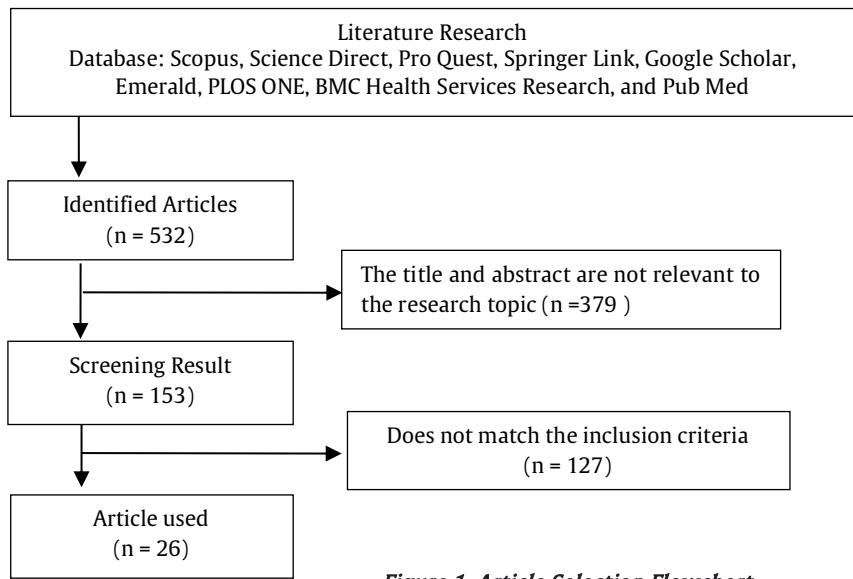 Literature Research
Database: Scopus, Science Direct, Pro Quest, Springer Link, Google Scholar,
Emerald, PLOS ONE, BMC Health Services Research, and Pub Med
Identified Articles
(n = 532)
The title and abstract are not relevant to
the research topic (n =379 )
Screening Result
(n = 153)
Does not match the inclusion criteria
(n = 127)
Article used
(n = 26)
Figure 1. Article Selection Flowchart